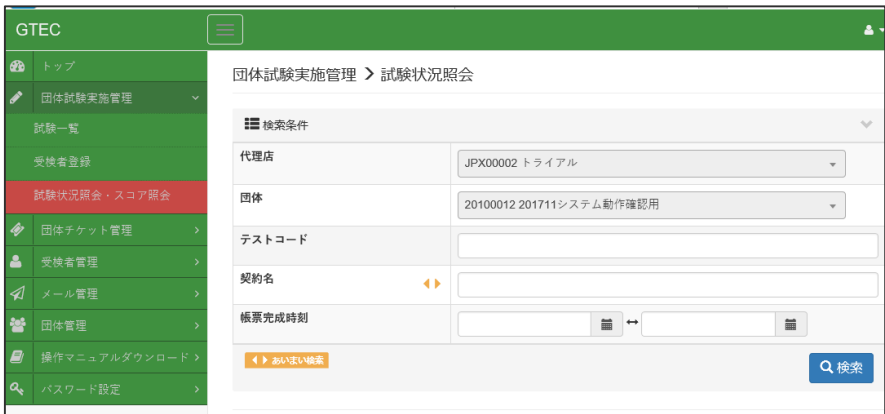 GTEC
トップ
団体試験実施管理
試験一覧
受検者登録
試験状況照会・スコア照会
団体チケット管理
受検者管理
メール管理
団体管理
操作マニュアルダウンロード
パスワード設定
団体試験実施管理 > 試験状況照会
検索条件
代理店
JPX00002 トライアル
団体
20100012 201711システム動作確認用
テストコード
契約名
帳票完成時刻
あいまい検索
検索